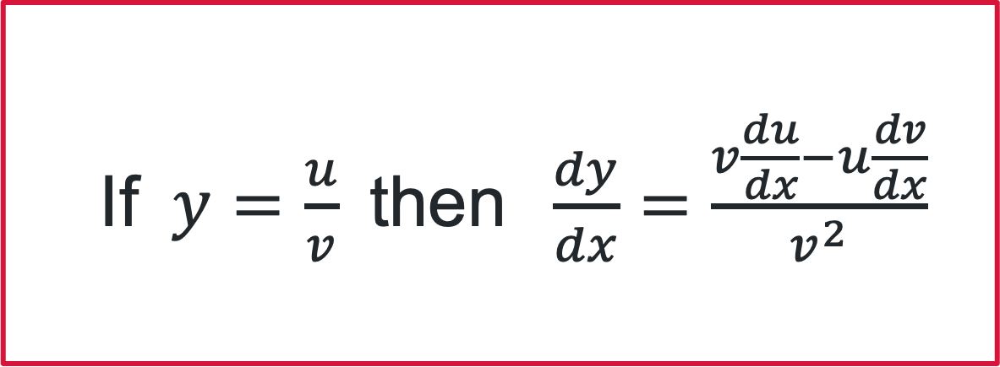 If y = u/v then dy/dx = (v du/dx − u dv/dx)/v²